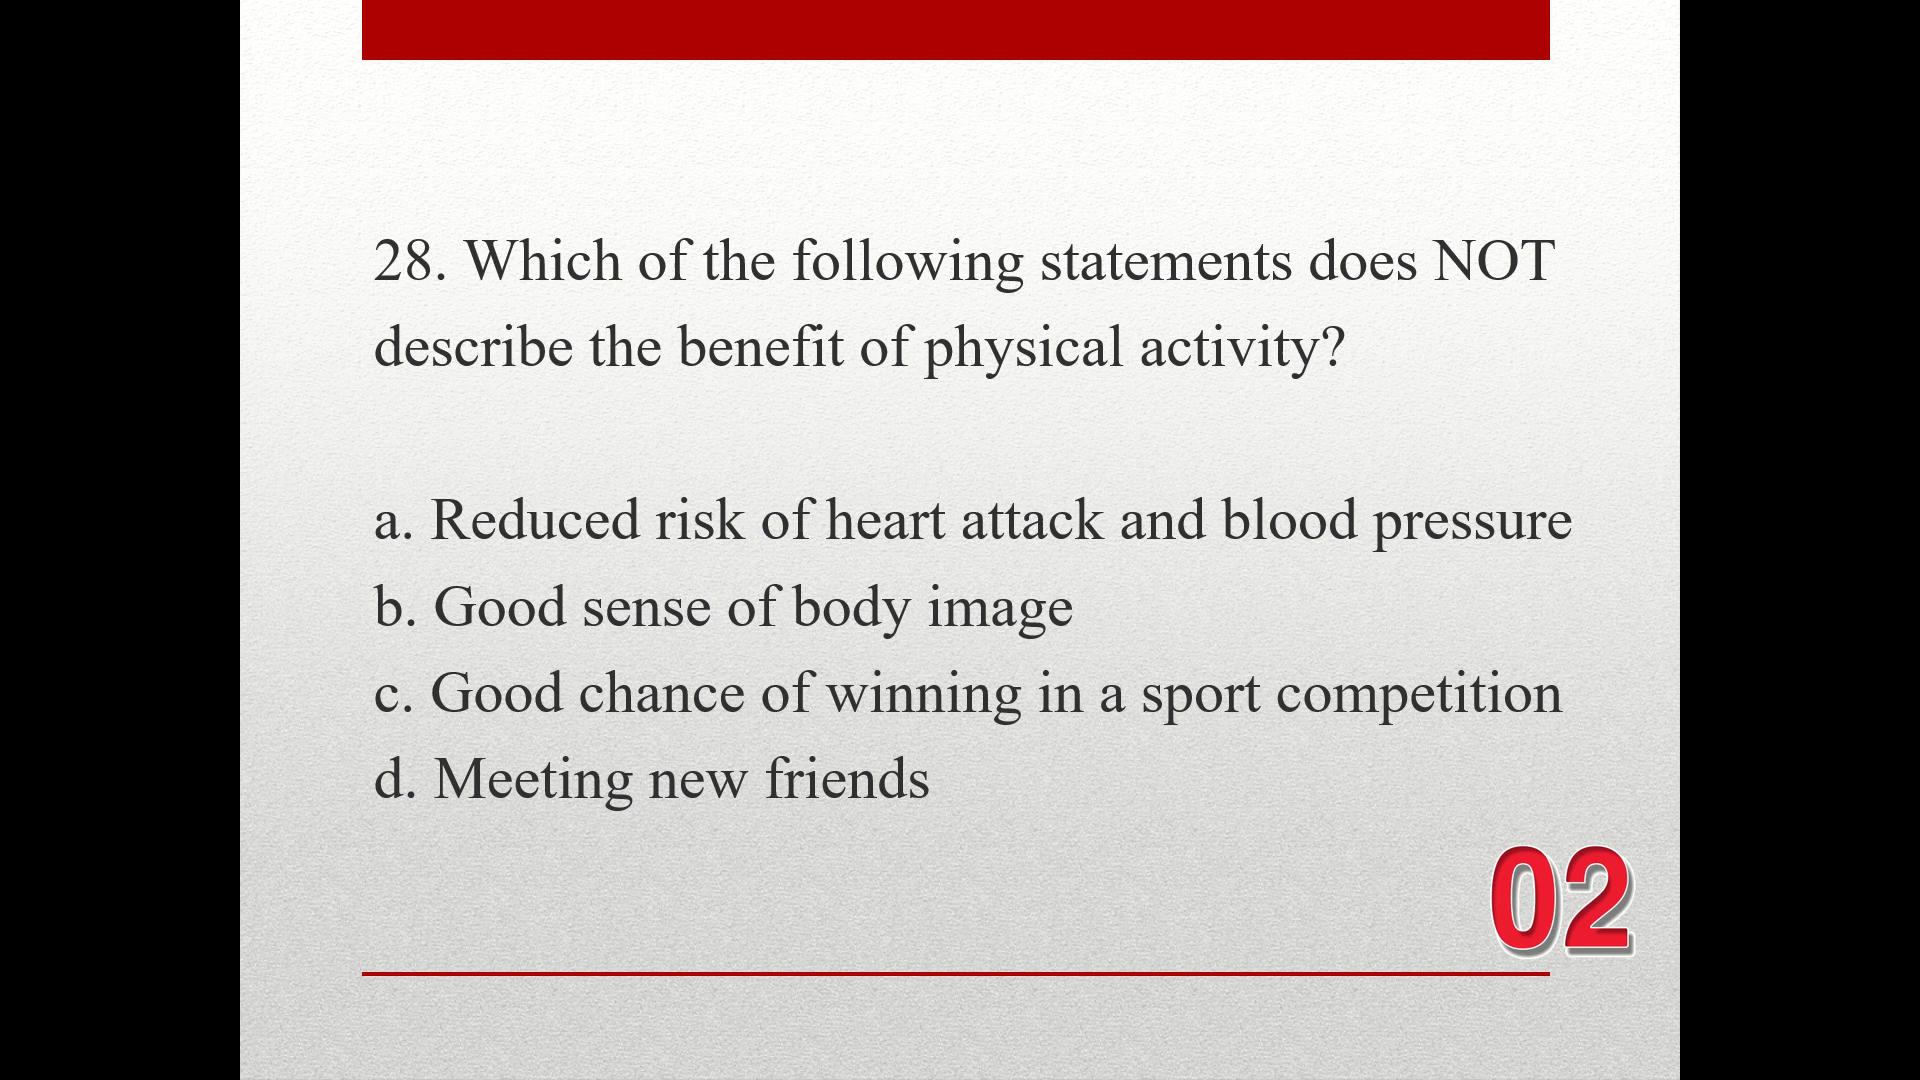 28. Which of the following statements does NOT
describe the benefit of physical activity?
a. Reduced risk of heart attack and blood pressure
b. Good sense of body image
c. Good chance of winning in a sport competition
d. Meeting new friends
02